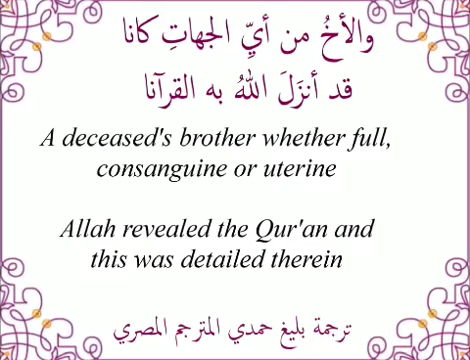 والأخُ من أيِّ الجهاتِ كانا
قد أنزَلَ اللهُ به القرآنا
A deceased's brother whether full,
consanguine or uterine
Allah revealed the Qur'an and
this was detailed therein
ترجمة بليغ حمدي المترجم المصري